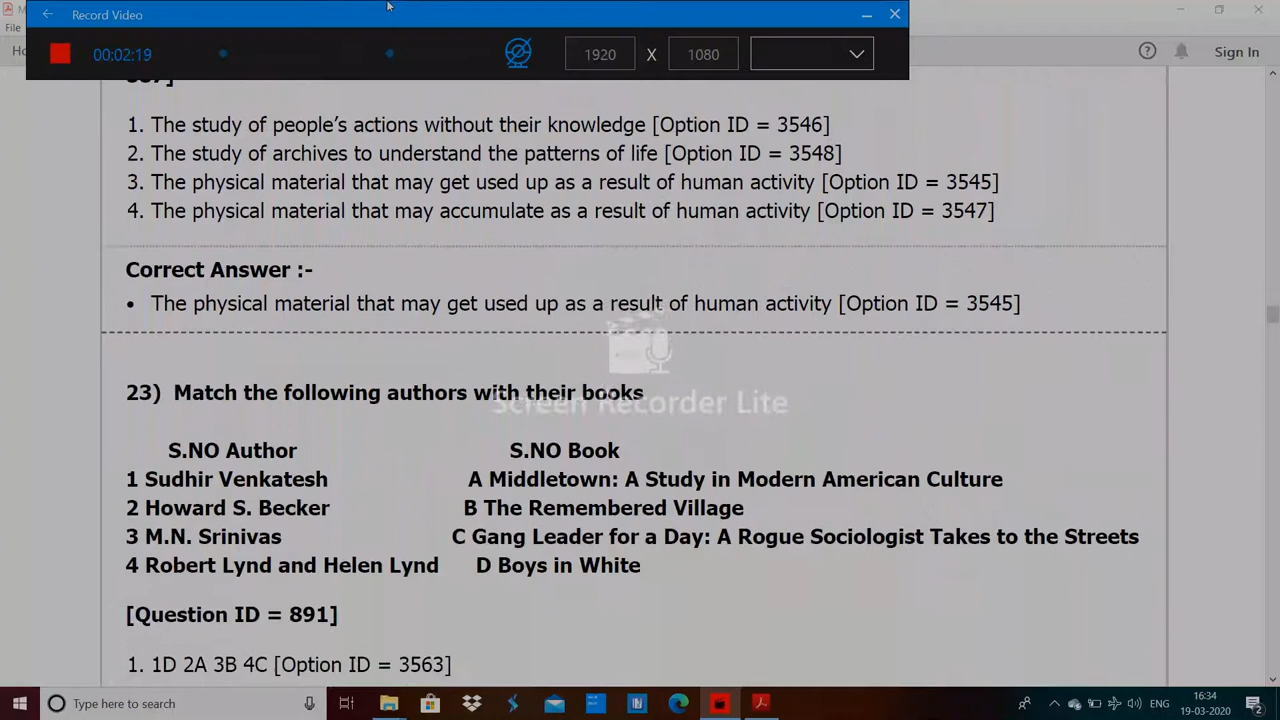 Record Video
00:02:19
1920 X 1080
File
Sign In
1. The study of people's actions without their knowledge [Option ID = 3546]
2. The study of archives to understand the patterns of life [Option ID = 3548]
3. The physical material that may get used up as a result of human activity [Option ID = 3545]
4. The physical material that may accumulate as a result of human activity [Option ID = 3547]
Correct Answer :-
• The physical material that may get used up as a result of human activity [Option ID = 3545]
Screen Recorder Lite
23) Match the following authors with their books
S.NO Author S.NO Book
1 Sudhir Venkatesh A Middletown: A Study in Modern American Culture
2 Howard S. Becker B The Remembered Village
3 M.N. Srinivas C Gang Leader for a Day: A Rogue Sociologist Takes to the Streets
4 Robert Lynd and Helen Lynd D Boys in White
[Question ID = 891]
1. 1D 2A 3B 4C [Option ID = 3563]
Type here to search
ENG
16:34
19-03-2020
2